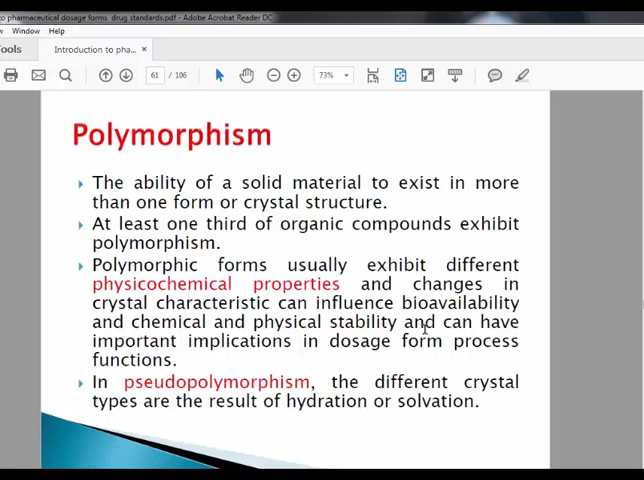 to pharmaceutical dosage forms drug standards.pdf - Adobe Acrobat Reader DC
Window Help
Tools Introduction to pha... ×
61 / 106 73%
Polymorphism
The ability of a solid material to exist in more
than one form or crystal structure.
At least one third of organic compounds exhibit
polymorphism.
Polymorphic forms usually exhibit different
physicochemical properties and changes in
crystal characteristic can influence bioavailability
and chemical and physical stability and can have
important implications in dosage form process
functions.
In pseudopolymorphism, the different crystal
types are the result of hydration or solvation.